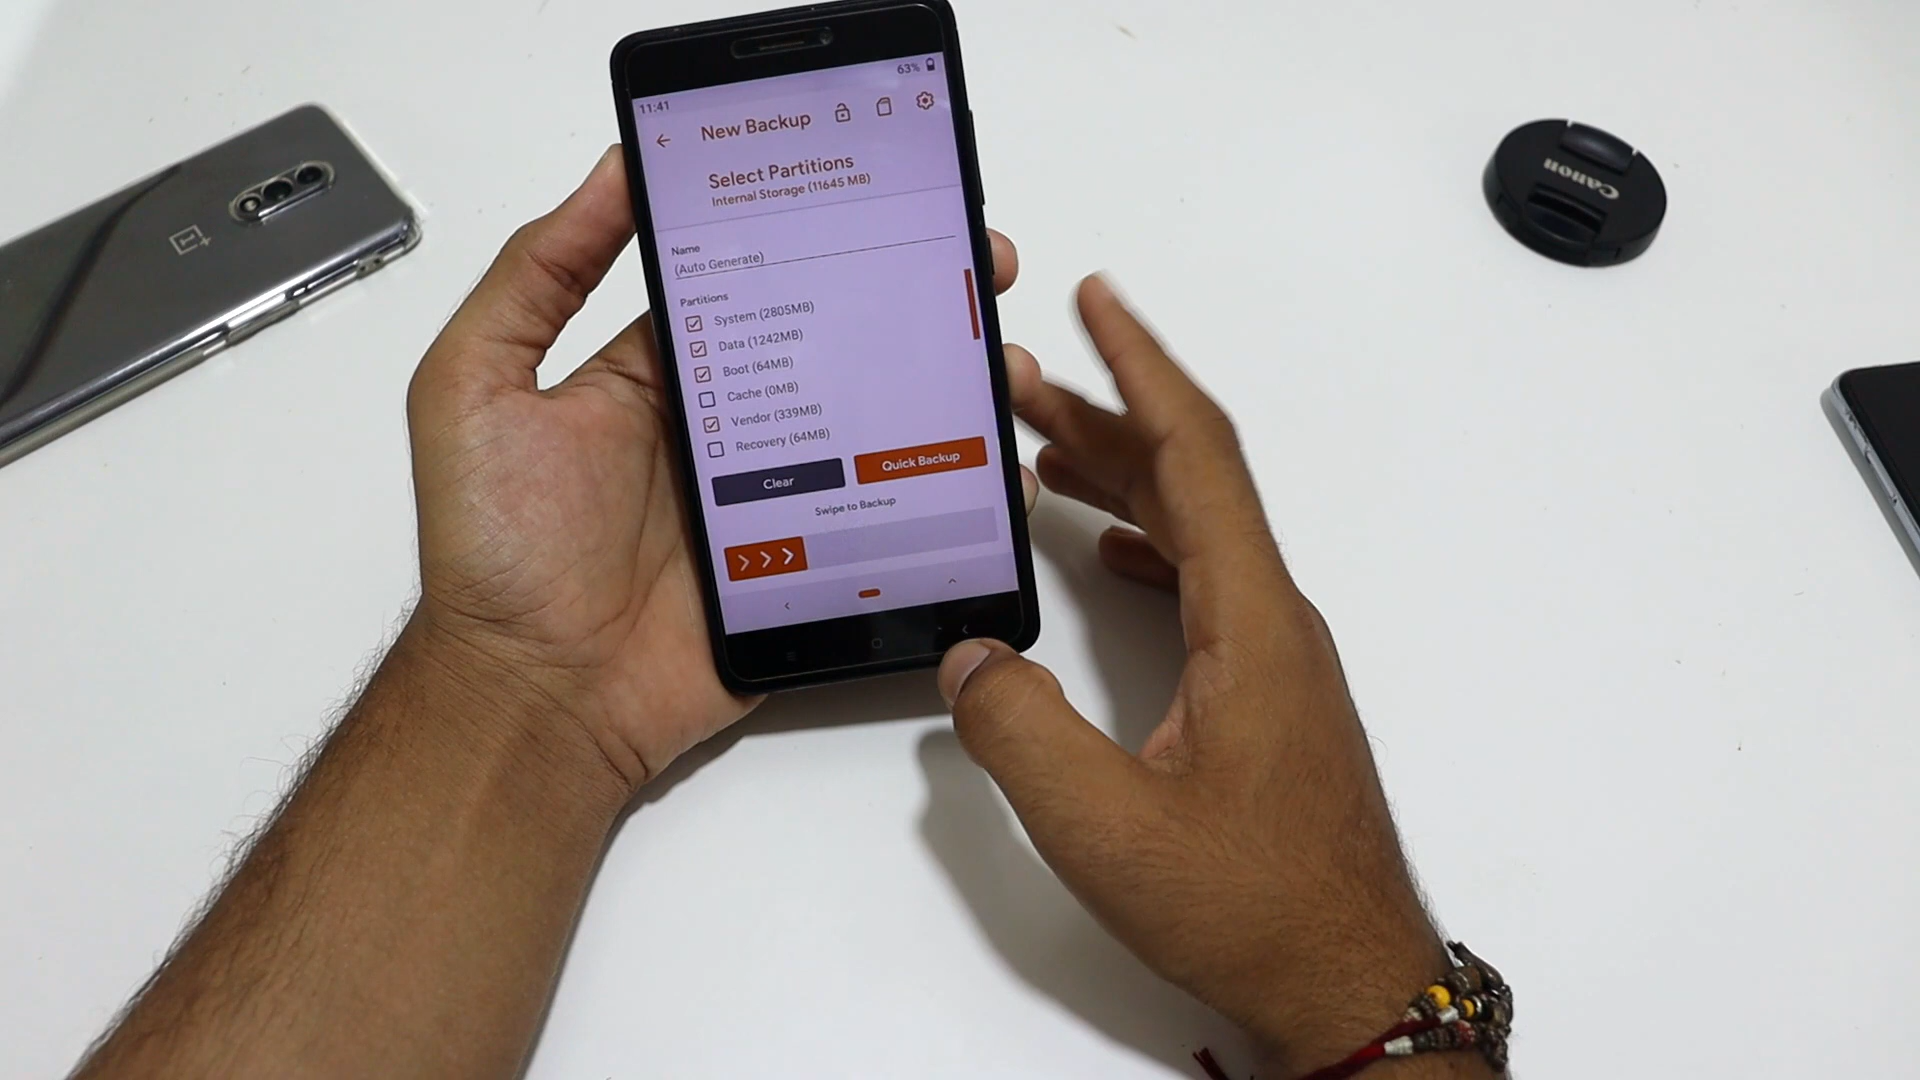 63%
11:41
New Backup
Select Partitions
Internal Storage (11645 MB)
Name
(Auto Generate)
Partitions
System (2805MB)
Data (1242MB)
Boot (64MB)
Cache (0MB)
Vendor (339MB)
Recovery (64MB)
Clear
Quick Backup
Swipe to Backup
Canon